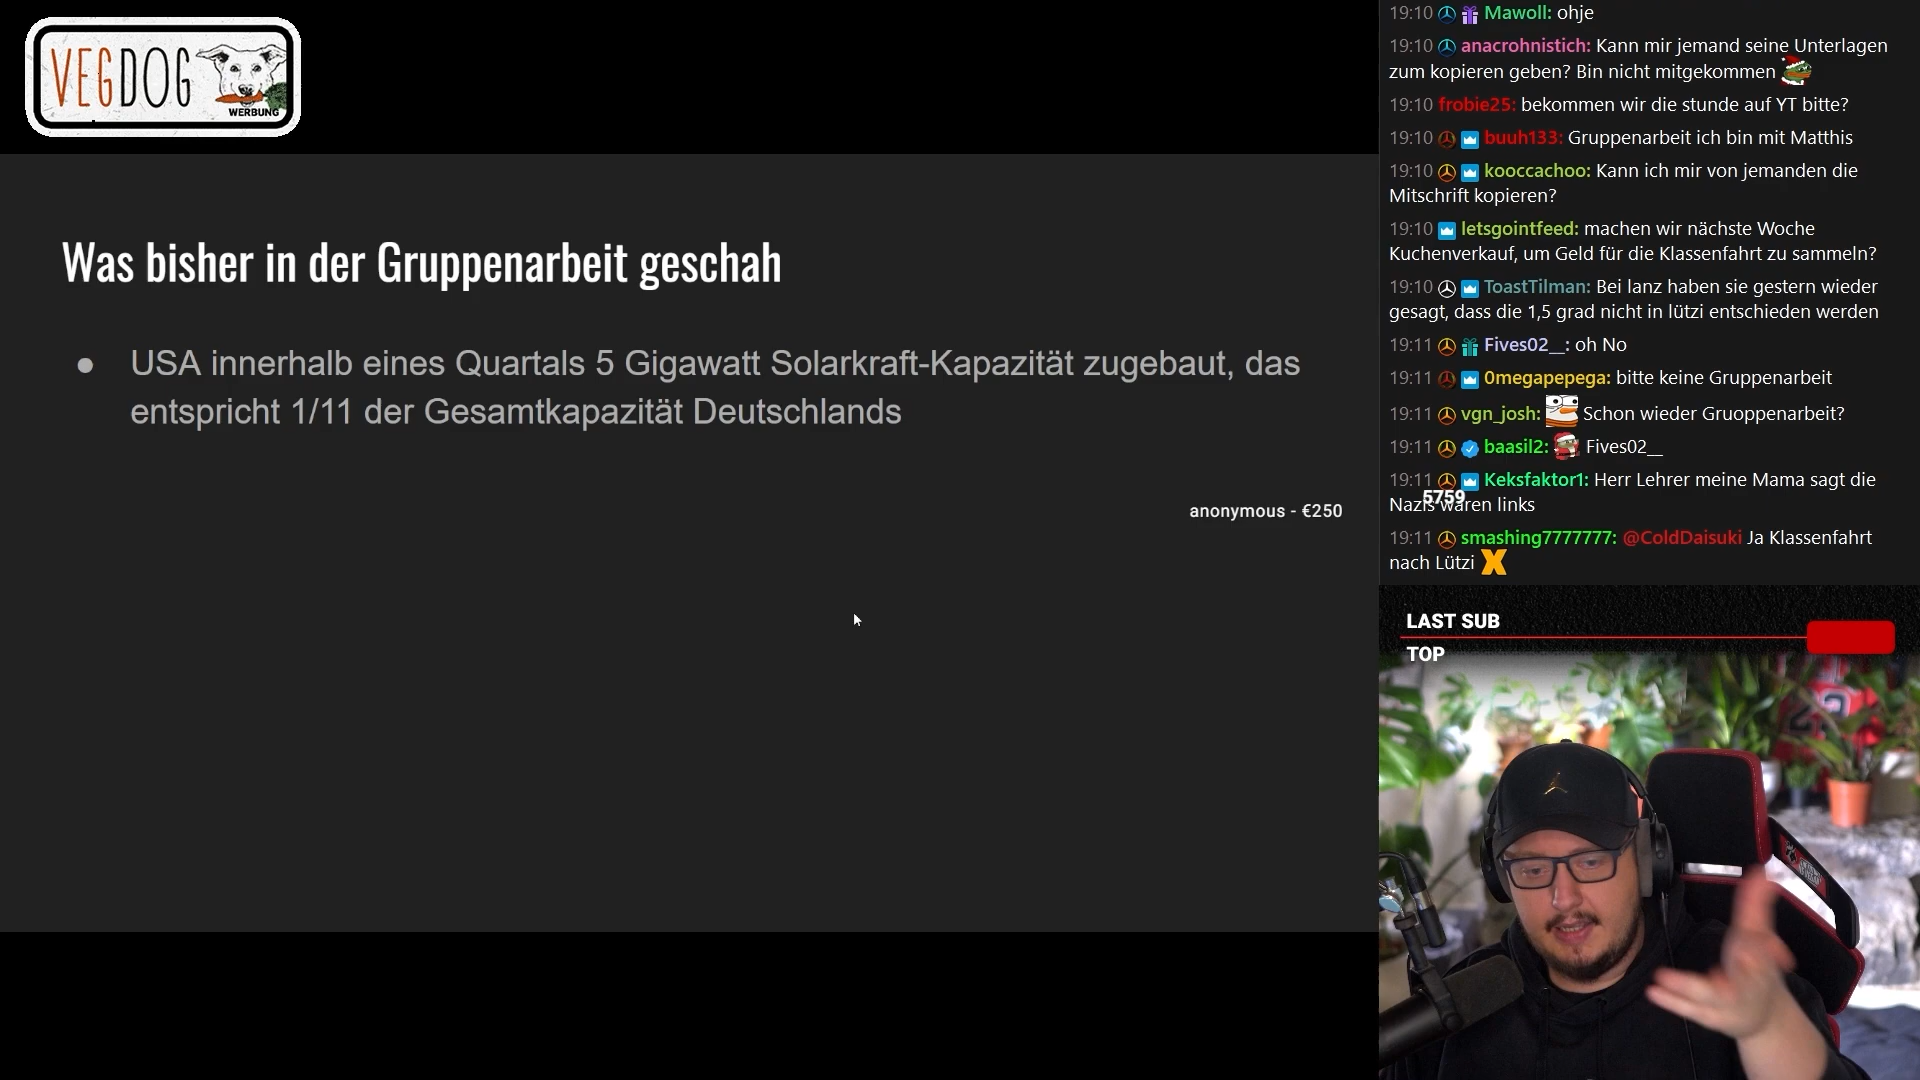 VEGDOG
WERBUNG
Was bisher in der Gruppenarbeit geschah
● USA innerhalb eines Quartals 5 Gigawatt Solarkraft-Kapazität zugebaut, das
entspricht 1/11 der Gesamtkapazität Deutschlands
anonymous - €250
19:10 Mawoll: ohje
19:10 anacrohnistich: Kann mir jemand seine Unterlagen
zum kopieren geben? Bin nicht mitgekommen
19:10 frobie25: bekommen wir die stunde auf YT bitte?
19:10 buuh133: Gruppenarbeit ich bin mit Matthis
19:10 kooccachoo: Kann ich mir von jemanden die
Mitschrift kopieren?
19:10 letsgointfeed: machen wir nächste Woche
Kuchenverkauf, um Geld für die Klassenfahrt zu sammeln?
19:10 ToastTilman: Bei lanz haben sie gestern wieder
gesagt, dass die 1,5 grad nicht in lützi entschieden werden
19:11 Fives02__: oh No
19:11 0megapepega: bitte keine Gruppenarbeit
19:11 vgn_josh: Schon wieder Gruoppenarbeit?
19:11 baasil2: Fives02__
19:11 Keksfaktor1: Herr Lehrer meine Mama sagt die
Nazis waren links
5759
19:11 smashing7777777: @ColdDaisuki Ja Klassenfahrt
nach Lützi
LAST SUB
TOP